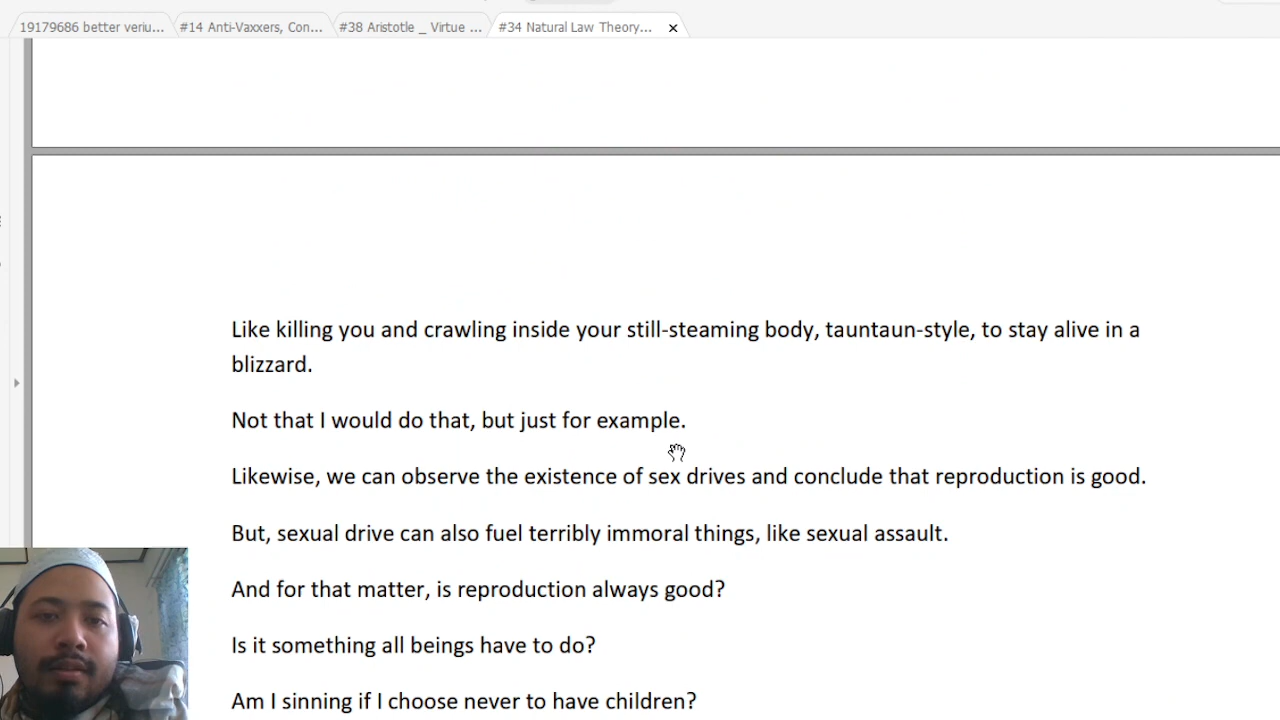 19179686 better veriu...
#14 Anti-Vaxxers, Con...
#38 Aristotle _ Virtue ...
#34 Natural Law Theory...
Like killing you and crawling inside your still-steaming body, tauntaun-style, to stay alive in a
blizzard.
Not that I would do that, but just for example.
Likewise, we can observe the existence of sex drives and conclude that reproduction is good.
But, sexual drive can also fuel terribly immoral things, like sexual assault.
And for that matter, is reproduction always good?
Is it something all beings have to do?
Am I sinning if I choose never to have children?